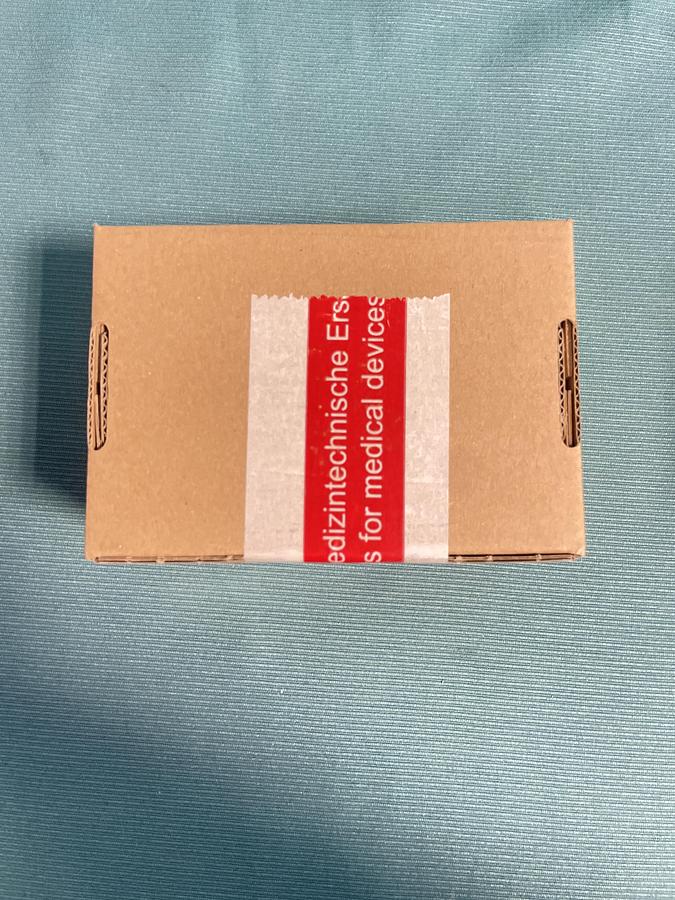 edizintechnische Ers
s for medical devices